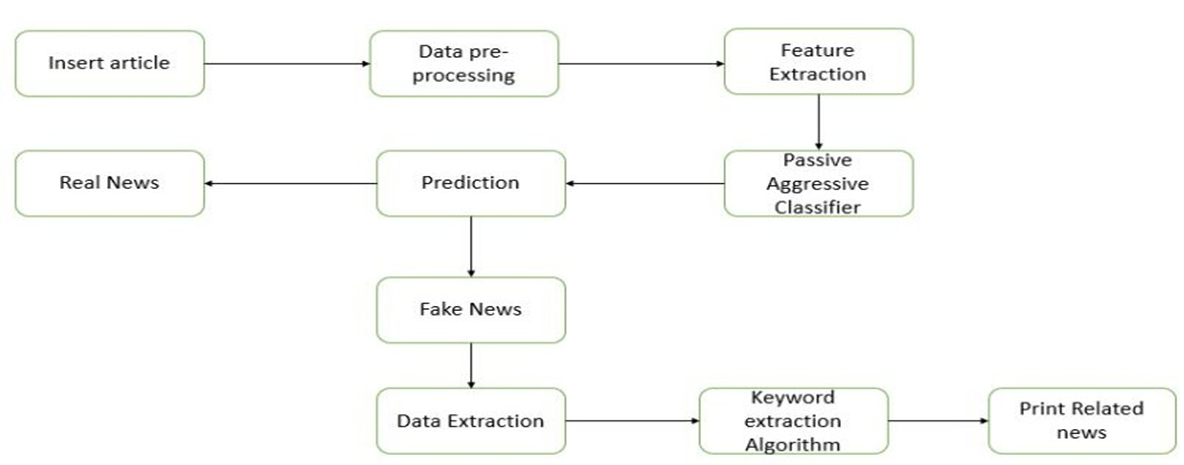 Insert article
Data pre-
processing
Feature
Extraction
Real News
Prediction
Passive
Aggressive
Classifier
Fake News
Data Extraction
Keyword
extraction
Algorithm
Print Related
news